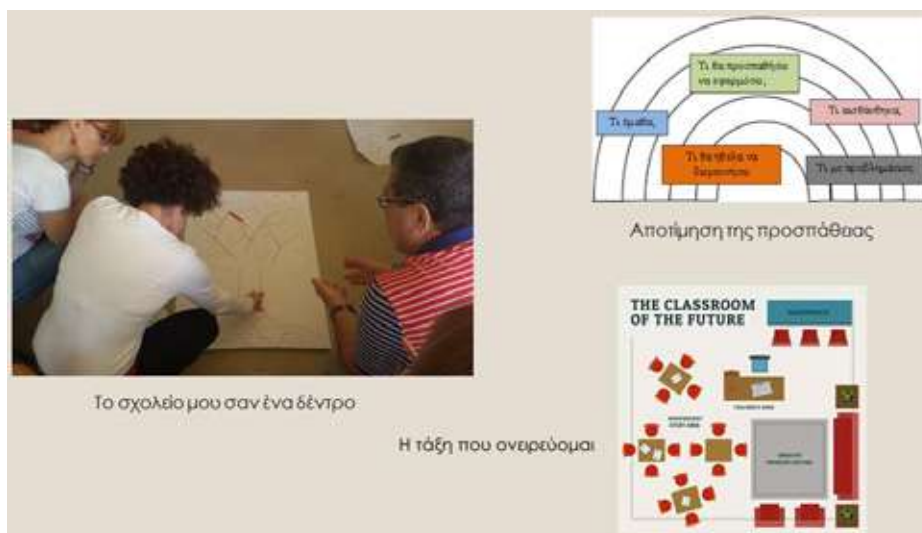 Τι θα προσπαθήσω
να εφαρμόσω;
Τι έμαθα;
Τι αισθάνθηκα;
Τι θα ήθελα να
διερευνήσω
Τι με προβλημάτισε;
Αποτίμηση της προσπάθειας
Το σχολείο μου σαν ένα δέντρο
THE CLASSROOM
OF THE FUTURE
Η τάξη που ονειρεύομαι